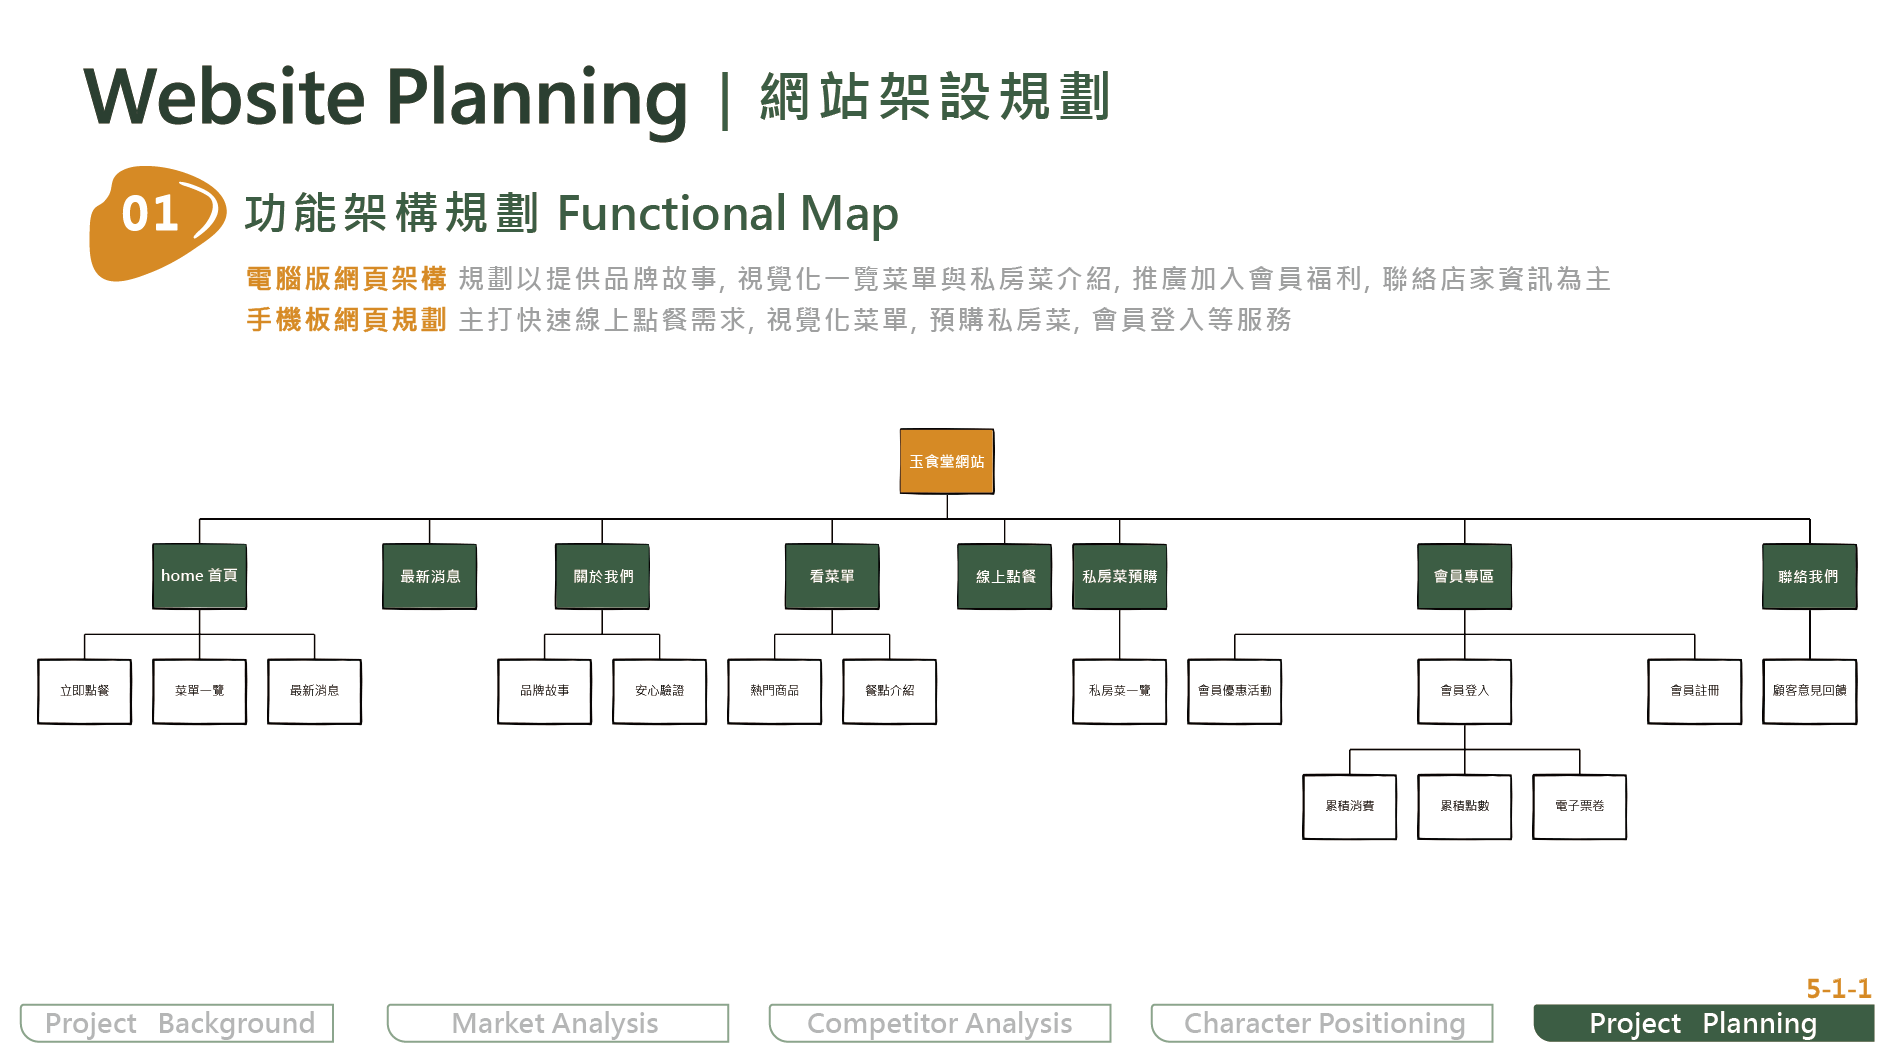 Website Planning | 網站架設規劃
01
功能架構規劃 Functional Map
電腦版網頁架構 規劃以提供品牌故事, 視覺化一覽菜單與私房菜介紹, 推廣加入會員福利, 聯絡店家資訊為主
手機板網頁規劃 主打快速線上點餐需求, 視覺化菜單, 預購私房菜, 會員登入等服務
玉食堂網站
home 首頁
最新消息
關於我們
看菜單
線上點餐
私房菜預購
會員專區
聯絡我們
立即點餐
菜單一覽
最新消息
品牌故事
安心驗證
熱門商品
餐點介紹
私房菜一覽
會員優惠活動
會員登入
會員註冊
顧客意見回饋
累積消費
累積點數
電子票卷
5-1-1
Project Background
Market Analysis
Competitor Analysis
Character Positioning
Project Planning